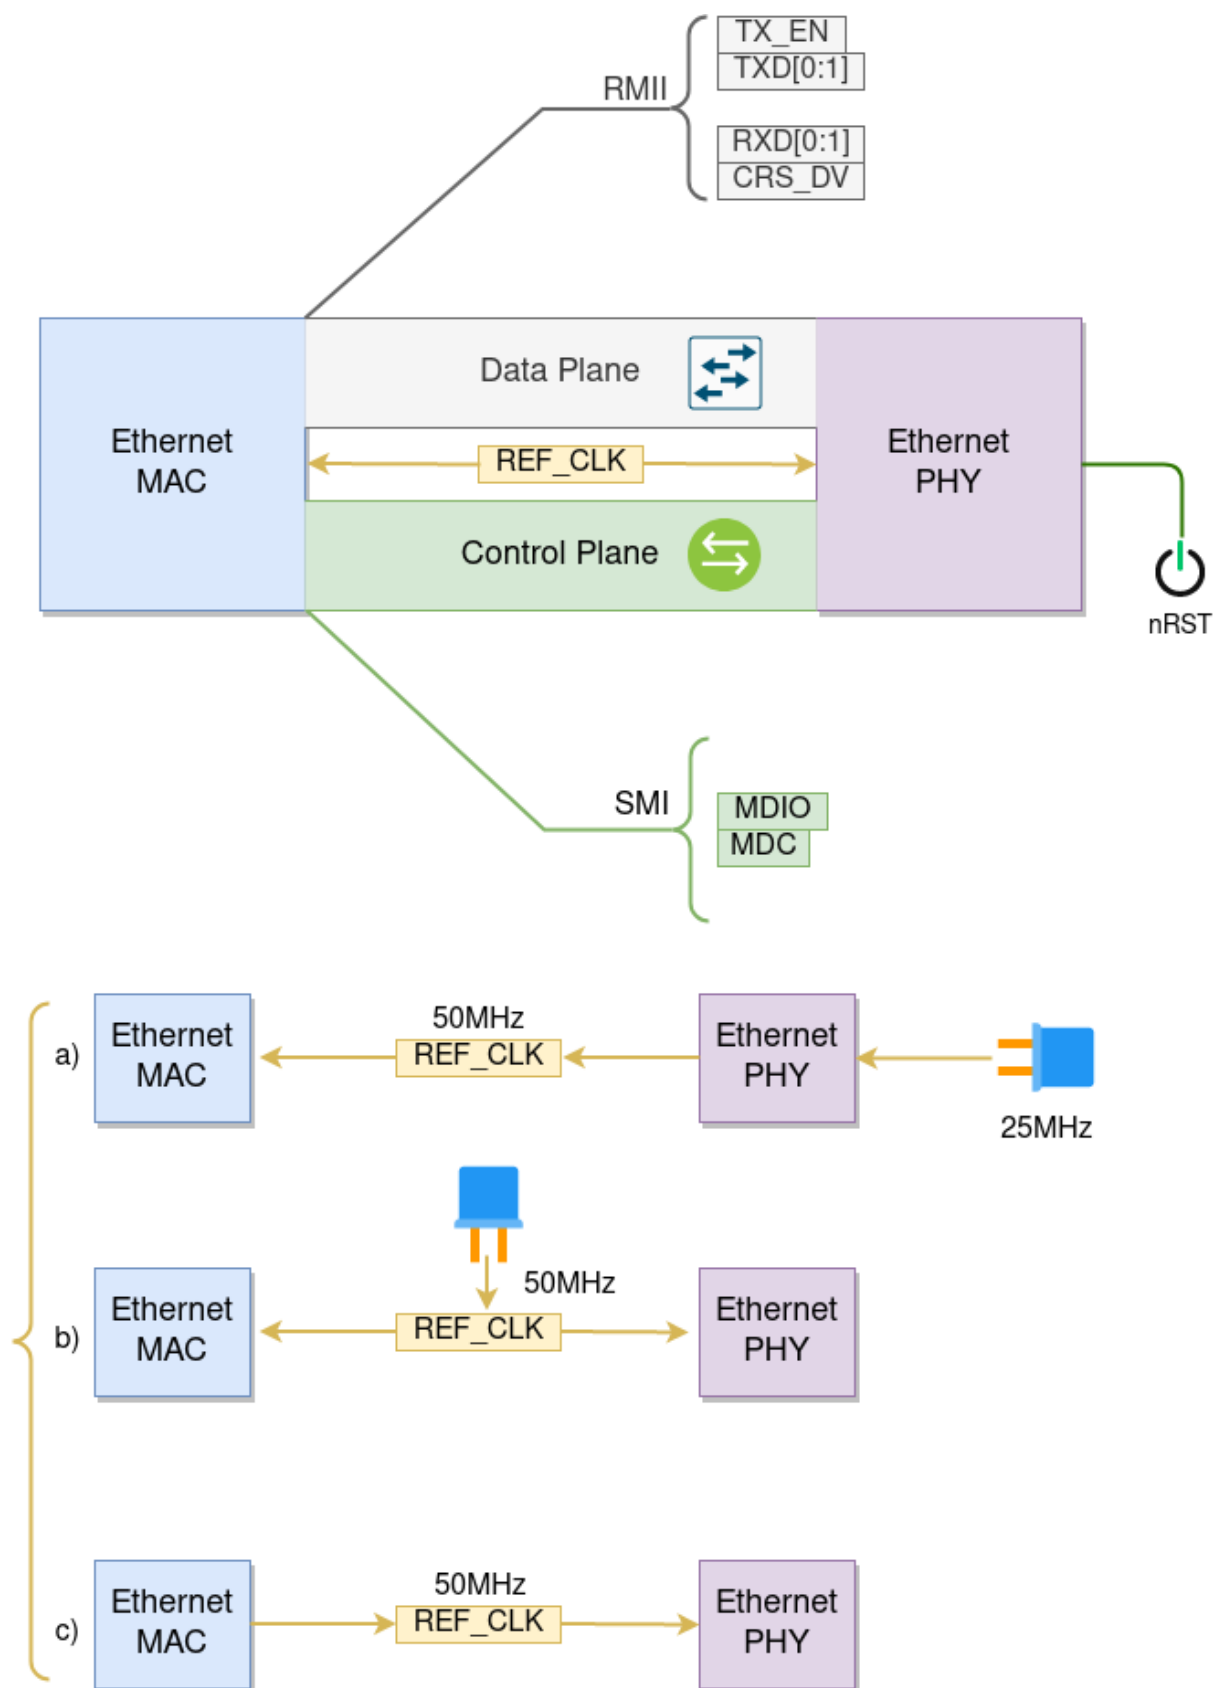 TX_EN
RMII
TXD[0:1]
RXD[0:1]
CRS_DV
Data Plane
Ethernet
MAC
REF_CLK
Ethernet
PHY
Control Plane
nRST
SMI
MDIO
MDC
a)
Ethernet
MAC
50MHz
REF_CLK
Ethernet
PHY
25MHz
b)
Ethernet
MAC
50MHz
REF_CLK
Ethernet
PHY
c)
Ethernet
MAC
50MHz
REF_CLK
Ethernet
PHY